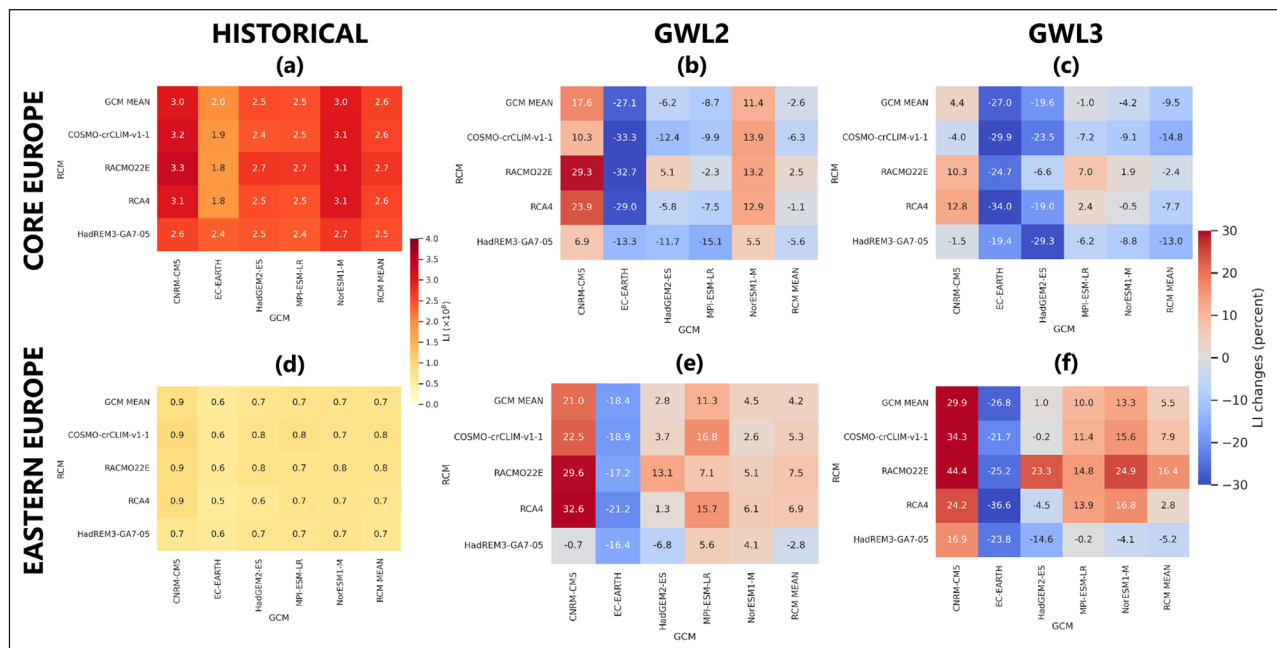 HISTORICAL GWL2 GWL3
CORE EUROPE
(a)
RCM
GCM MEAN 3.0 2.0 2.5 2.5 3.0 2.6
COSMO-crCLIM-v1-1 3.2 1.9 2.4 2.5 3.1 2.6
RACMO22E 3.3 1.8 2.7 2.7 3.1 2.7
RCA4 3.1 1.8 2.5 2.5 3.1 2.6
HadREM3-GA7-05 2.6 2.4 2.5 2.4 2.7 2.5
CNRM-CM5 EC-EARTH HadGEM2-ES MPI-ESM-LR NorESM1-M RCM MEAN
GCM
4.0
3.5
3.0
2.5
2.0
1.5
1.0
0.5
0.0
LI (×10⁸)
(b)
RCM
GCM MEAN 17.6 -27.1 -6.2 -8.7 11.4 -2.6
COSMO-crCLIM-v1-1 10.3 -33.3 -12.4 -9.9 13.9 -6.3
RACMO22E 29.3 -32.7 5.1 -2.3 13.2 2.5
RCA4 23.9 -29.0 -5.8 -7.5 12.9 -1.1
HadREM3-GA7-05 6.9 -13.3 -11.7 -15.1 5.5 -5.6
CNRM-CM5 EC-EARTH HadGEM2-ES MPI-ESM-LR NorESM1-M RCM MEAN
GCM
(c)
RCM
GCM MEAN 4.4 -27.0 -19.6 -1.0 -4.2 -9.5
COSMO-crCLIM-v1-1 -4.0 -29.9 -23.5 -7.2 -9.1 -14.8
RACMO22E 10.3 -24.7 -6.6 7.0 1.9 -2.4
RCA4 12.8 -34.0 -19.0 2.4 -0.5 -7.7
HadREM3-GA7-05 -1.5 -19.4 -29.3 -6.2 -8.8 -13.0
CNRM-CM5 EC-EARTH HadGEM2-ES MPI-ESM-LR NorESM1-M RCM MEAN
GCM
30
20
10
0
-10
-20
-30
LI changes (percent)
EASTERN EUROPE
(d)
RCM
GCM MEAN 0.9 0.6 0.7 0.7 0.7 0.7
COSMO-crCLIM-v1-1 0.9 0.6 0.8 0.8 0.7 0.8
RACMO22E 0.9 0.6 0.8 0.7 0.8 0.8
RCA4 0.9 0.5 0.6 0.7 0.7 0.7
HadREM3-GA7-05 0.7 0.6 0.7 0.7 0.7 0.7
CNRM-CM5 EC-EARTH HadGEM2-ES MPI-ESM-LR NorESM1-M RCM MEAN
GCM
(e)
RCM
GCM MEAN 21.0 -18.4 2.8 11.3 4.5 4.2
COSMO-crCLIM-v1-1 22.5 -18.9 3.7 16.8 2.6 5.3
RACMO22E 29.6 -17.2 13.1 7.1 5.1 7.5
RCA4 32.6 -21.2 1.3 15.7 6.1 6.9
HadREM3-GA7-05 -0.7 -16.4 -6.8 5.6 4.1 -2.8
CNRM-CM5 EC-EARTH HadGEM2-ES MPI-ESM-LR NorESM1-M RCM MEAN
GCM
(f)
RCM
GCM MEAN 29.9 -26.8 1.0 10.0 13.3 5.5
COSMO-crCLIM-v1-1 34.3 -21.7 -0.2 11.4 15.6 7.9
RACMO22E 44.4 -25.2 23.3 14.8 24.9 16.4
RCA4 24.2 -36.6 -4.5 13.9 16.8 2.8
HadREM3-GA7-05 16.9 -23.8 -14.6 -0.2 -4.1 -5.2
CNRM-CM5 EC-EARTH HadGEM2-ES MPI-ESM-LR NorESM1-M RCM MEAN
GCM